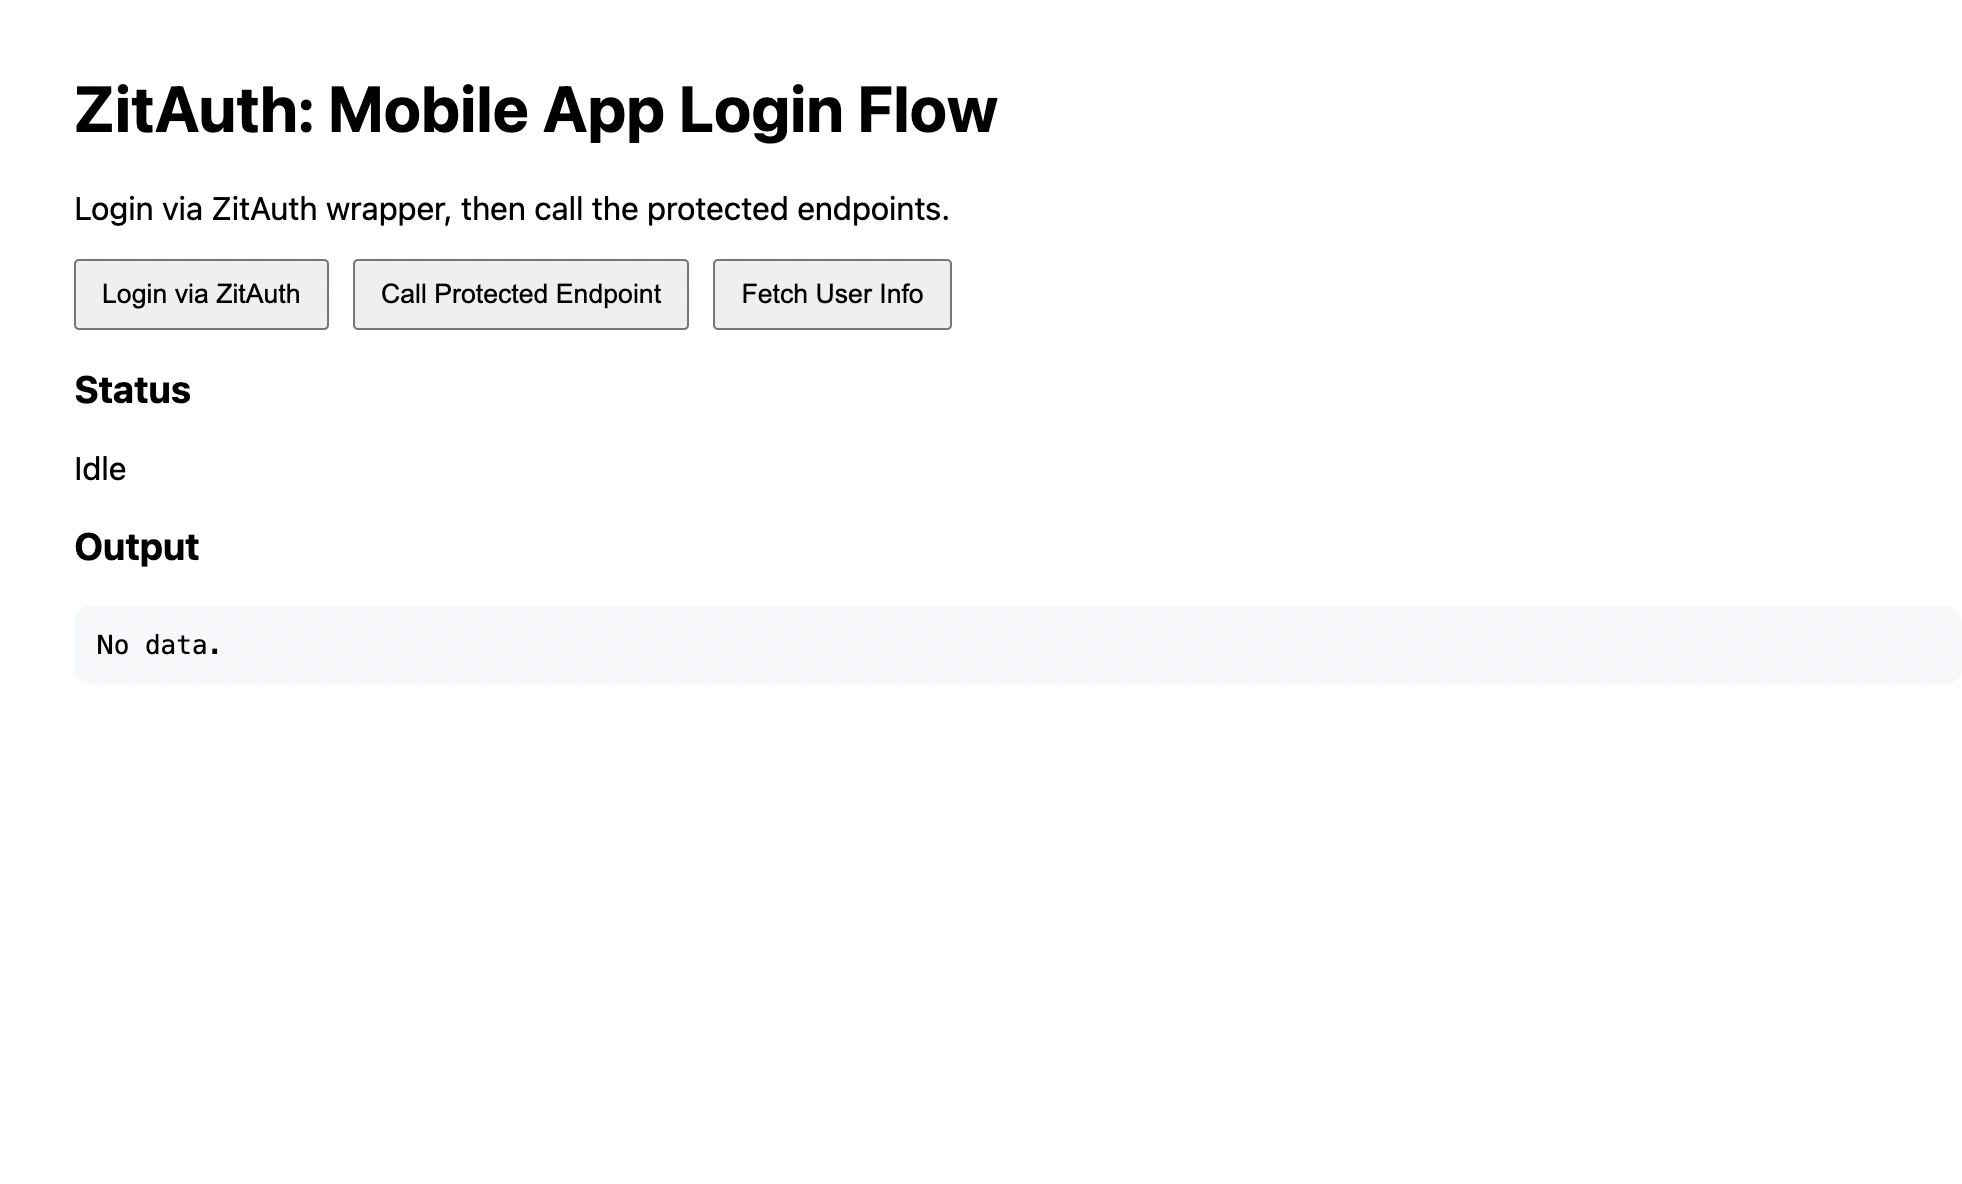 ZitAuth: Mobile App Login Flow
Login via ZitAuth wrapper, then call the protected endpoints.
Login via ZitAuth Call Protected Endpoint Fetch User Info
Status
Idle
Output
No data.